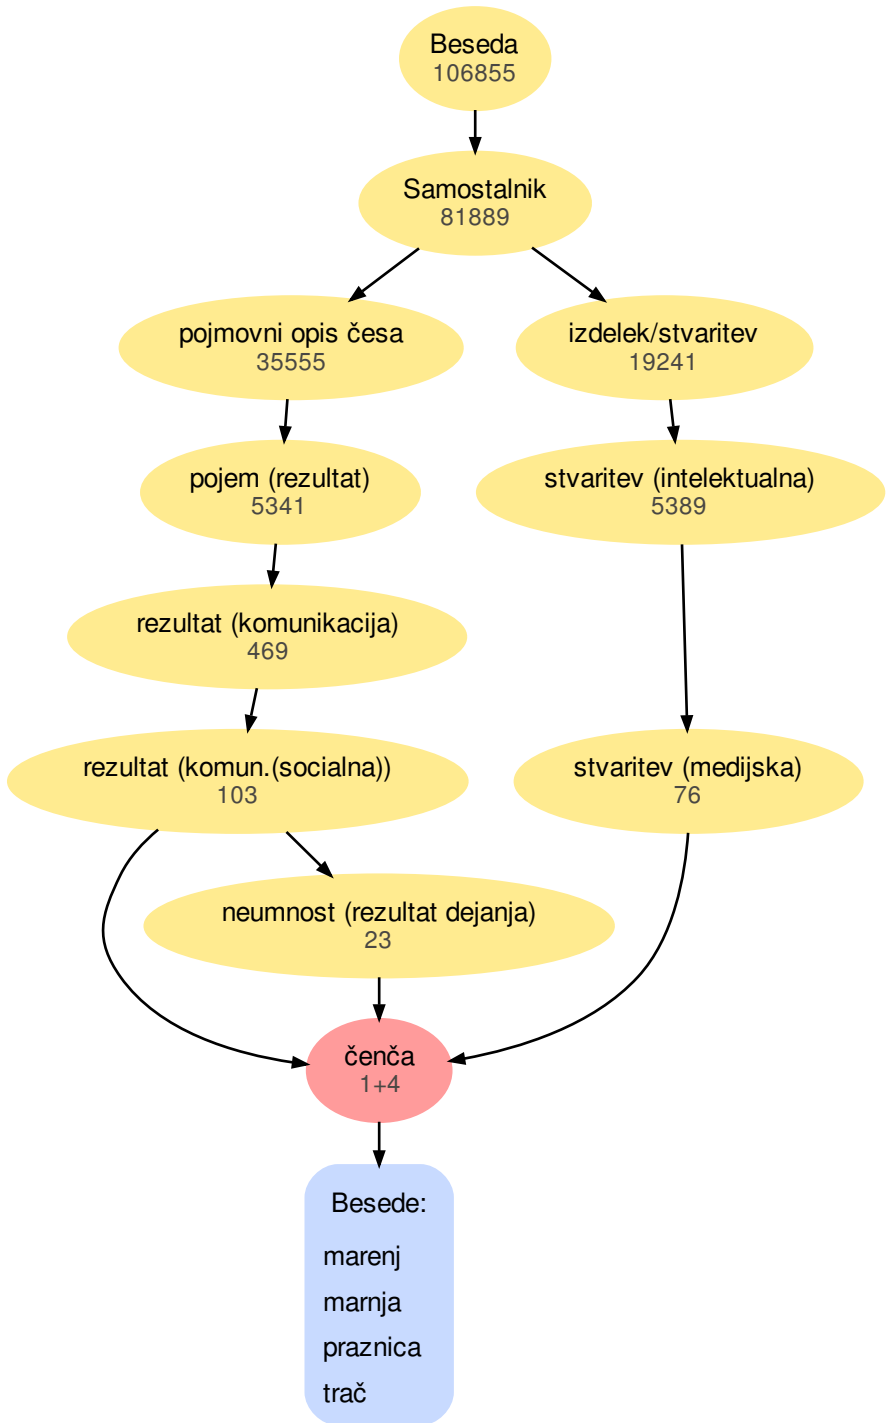 Beseda
106855
Samostalnik
81889
pojmovni opis česa
35555
izdelek/stvaritev
19241
pojem (rezultat)
5341
stvaritev (intelektualna)
5389
rezultat (komunikacija)
469
rezultat (komun.(socialna))
103
stvaritev (medijska)
76
neumnost (rezultat dejanja)
23
čenča
1+4
Besede:
marenj
marnja
praznica
trač